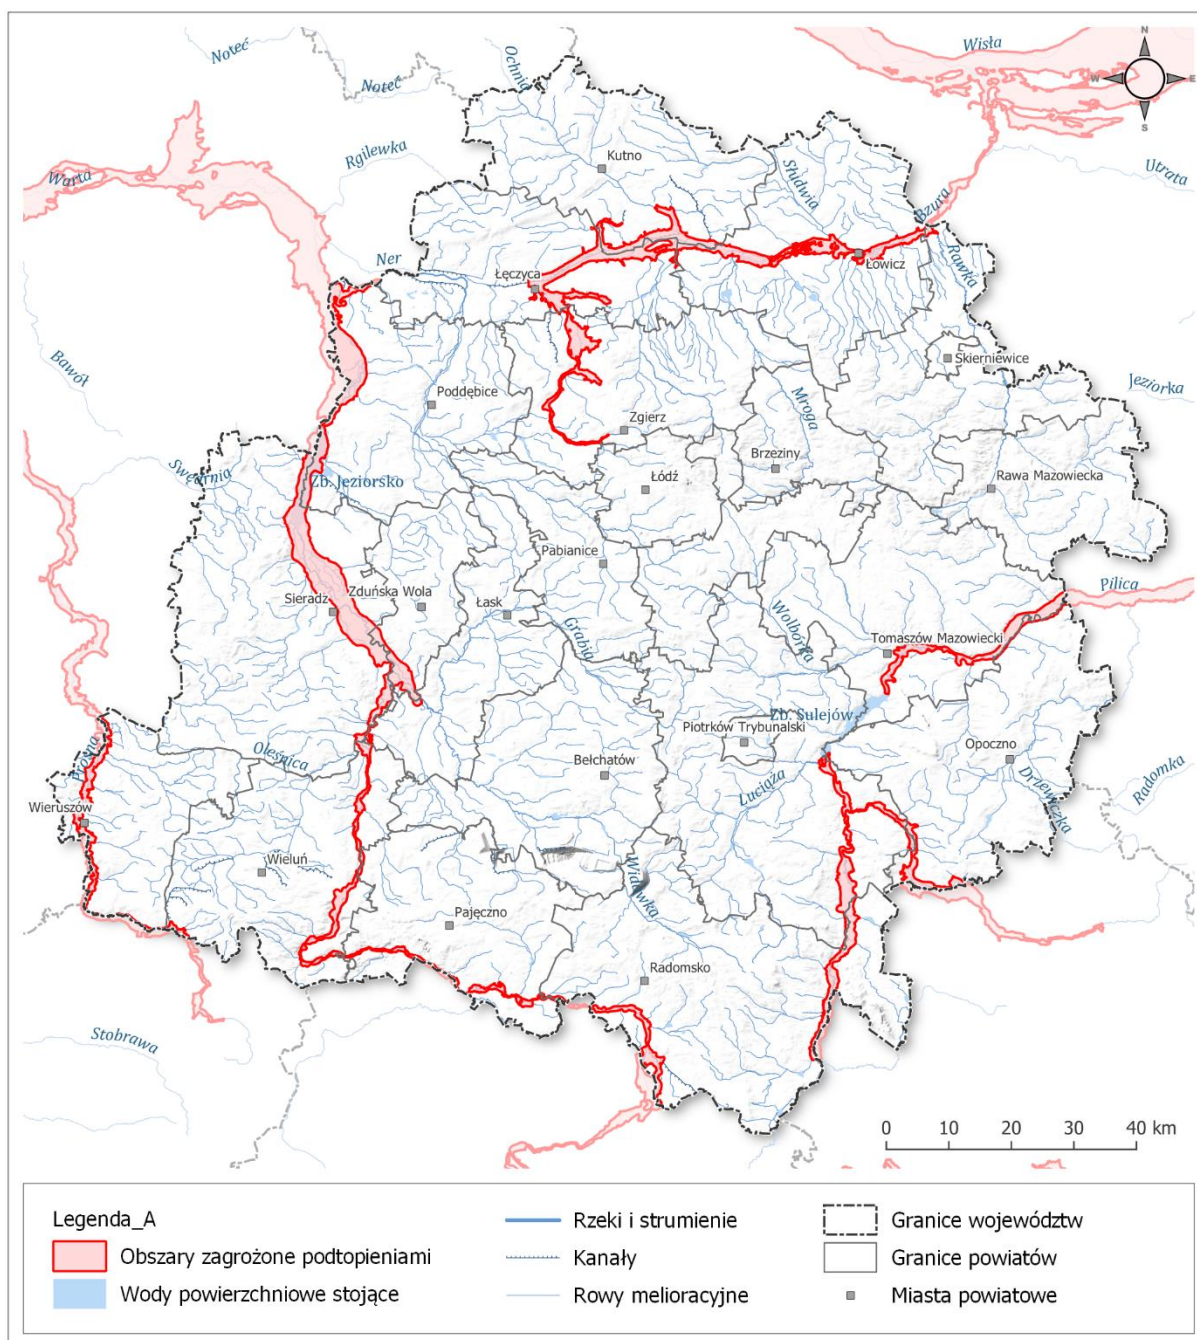 Noteć
Ochnia
Wisła
N
W
E
S
Noteć
Rgilewka
Kutno
Słudwia
Utrata
Warta
Bzura
Ner
Łęczyca
Łowicz
Rawka
Bawół
Skierniewice
Jeziorka
Poddębice
Mroga
Zgierz
Swędrnia
Zb. Jeziorsko
Łódź
Brzeziny
Rawa Mazowiecka
Pabianice
Pilica
Sieradz
Zduńska Wola
Łask
Grabia
Wolbórka
Tomaszów Mazowiecki
Zb. Sulejów
Piotrków Trybunalski
Prosna
Oleśnica
Bełchatów
Luciąża
Opoczno
Drzewiczka
Radomka
Wieruszów
Wieluń
Widawka
Pajęczno
Radomsko
Stobrawa
0 10 20 30 40 km
Legenda_A
Obszary zagrożone podtopieniami
Wody powierzchniowe stojące
Rzeki i strumienie
Kanały
Rowy melioracyjne
Granice województw
Granice powiatów
Miasta powiatowe